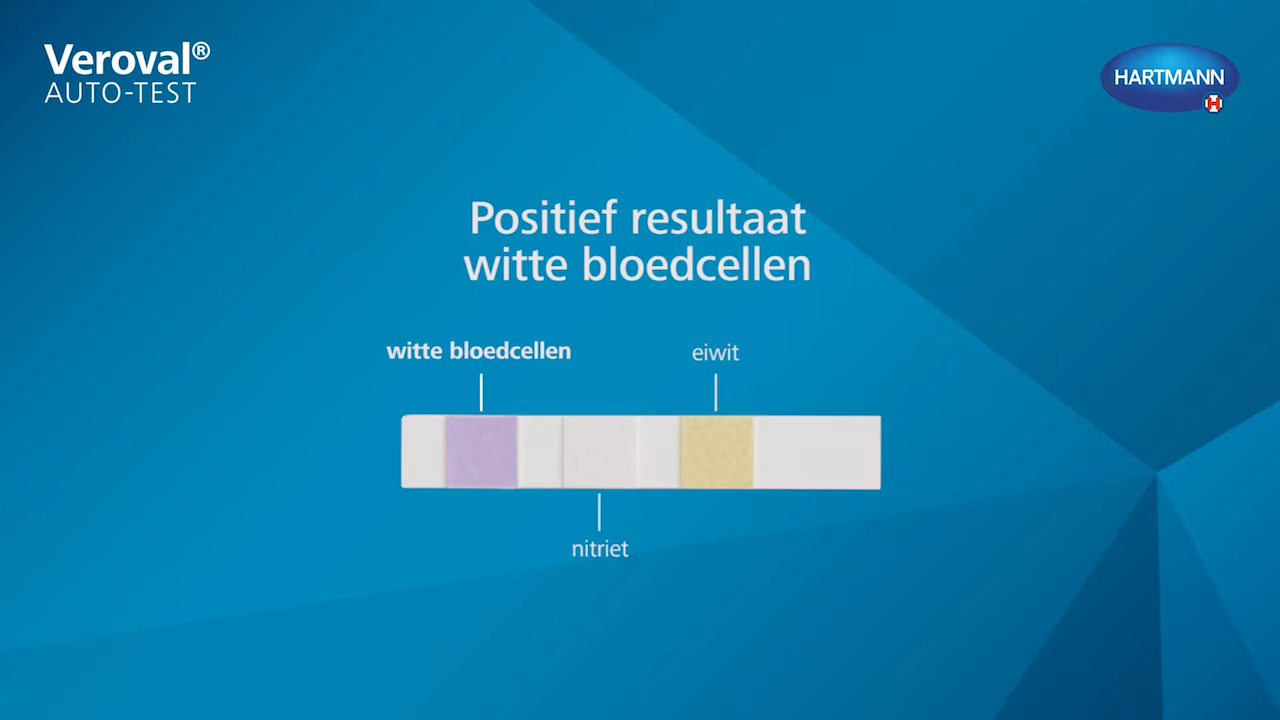 Veroval®
AUTO-TEST
HARTMANN
Positief resultaat
witte bloedcellen
witte bloedcellen
eiwit
nitriet